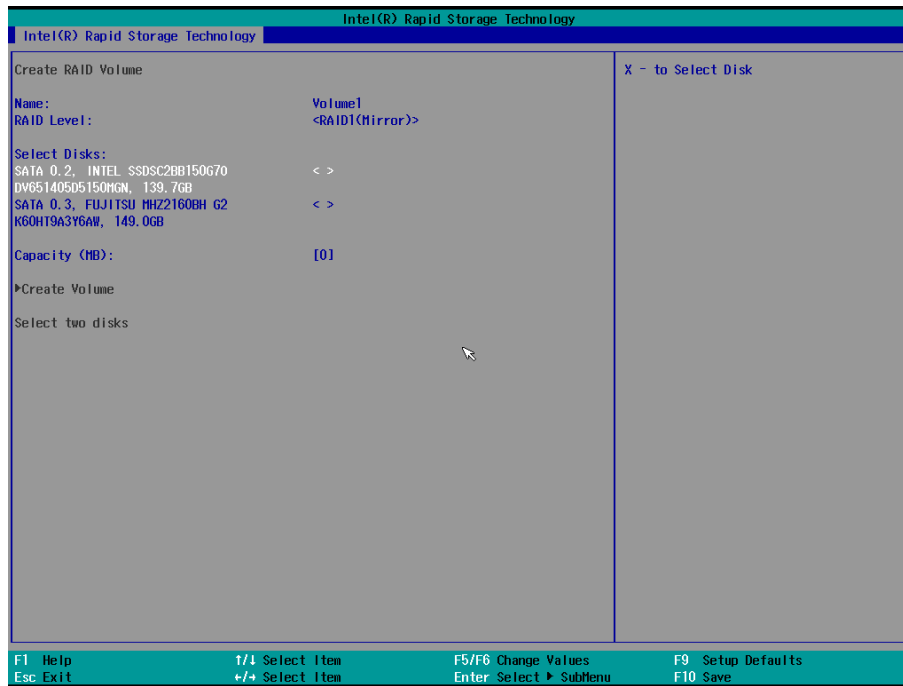 Intel(R) Rapid Storage Technology
Intel(R) Rapid Storage Technology
Create RAID Volume
X - to Select Disk
Name: Volume1
RAID Level: <RAID1(Mirror)>
Select Disks:
SATA 0.2, INTEL SSDSC2BB150G70 < >
DV651405D5150MGN, 139.7GB
SATA 0.3, FUJITSU MHZ2160BH G2 < >
K60HT9A3Y6AW, 149.0GB
Capacity (MB): [0]
▶Create Volume
Select two disks
F1 Help ↑/↓ Select Item F5/F6 Change Values F9 Setup Defaults
Esc Exit ←/→ Select Item Enter Select ▶ SubMenu F10 Save